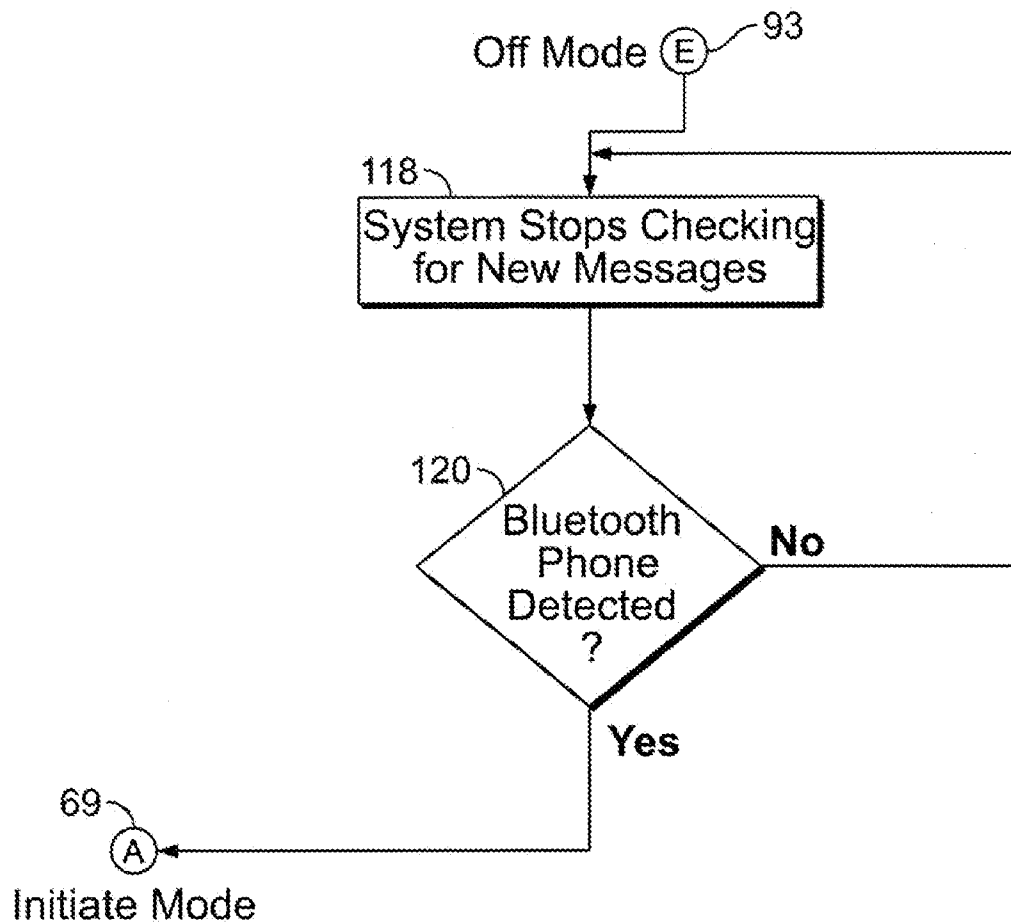 Off Mode E 93
118
System Stops Checking
for New Messages
120
Bluetooth
Phone
Detected
?
No
Yes
69
A
Initiate Mode